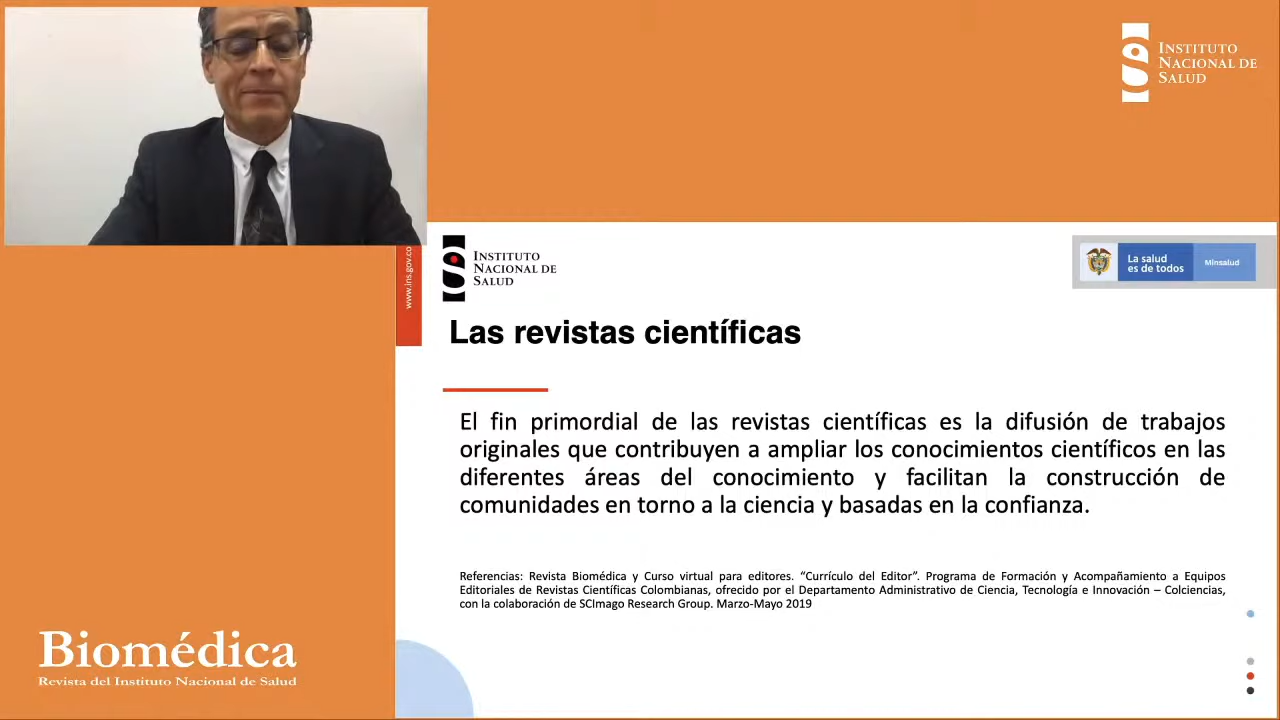 INSTITUTO
NACIONAL DE
SALUD
www.ins.gov.co
INSTITUTO
NACIONAL DE
SALUD
La salud
es de todos
Minsalud
Las revistas científicas
El fin primordial de las revistas científicas es la difusión de trabajos
originales que contribuyen a ampliar los conocimientos científicos en las
diferentes áreas del conocimiento y facilitan la construcción de
comunidades en torno a la ciencia y basadas en la confianza.
Referencias: Revista Biomédica y Curso virtual para editores. “Currículo del Editor”. Programa de Formación y Acompañamiento a Equipos
Editoriales de Revistas Científicas Colombianas, ofrecido por el Departamento Administrativo de Ciencia, Tecnología e Innovación – Colciencias,
con la colaboración de SCImago Research Group. Marzo-Mayo 2019
Biomédica
Revista del Instituto Nacional de Salud